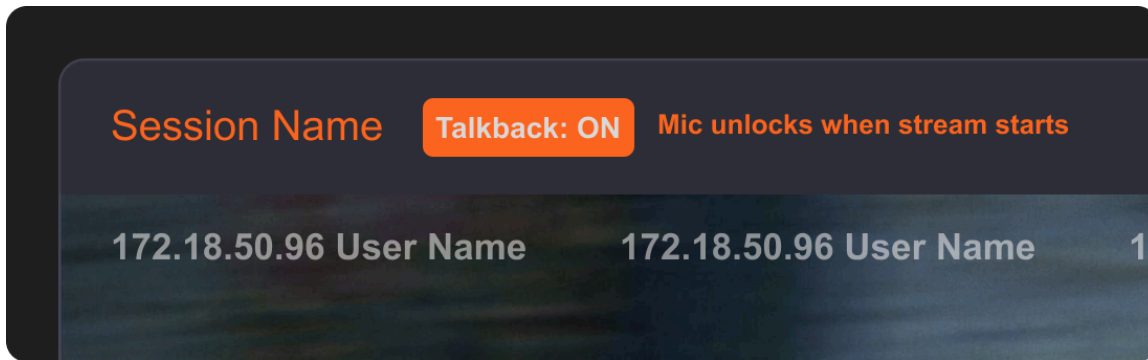 Session Name Talkback: ON Mic unlocks when stream starts
172.18.50.96 User Name 172.18.50.96 User Name 1